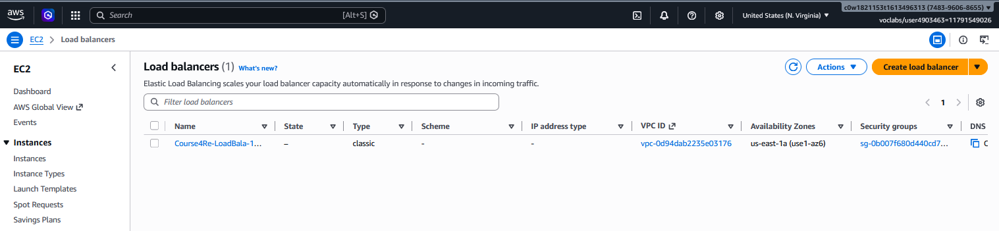 aws Search [Alt+S] United States (N. Virginia) c0w1821153t1613496313 (7483-9606-8655)
voclabs/user4903463=11791549026
EC2 Load balancers
EC2
Dashboard
AWS Global View
Events
Instances
Instances
Instance Types
Launch Templates
Spot Requests
Savings Plans
Load balancers (1) What's new?
Actions
Create load balancer
Elastic Load Balancing scales your load balancer capacity automatically in response to changes in incoming traffic.
Filter load balancers
1
Name State Type Scheme IP address type VPC ID Availability Zones Security groups DNS
Course4Re-LoadBala-1... – classic - - vpc-0d94dab2235e03176 us-east-1a (use1-az6) sg-0b007f680d440cd7... C